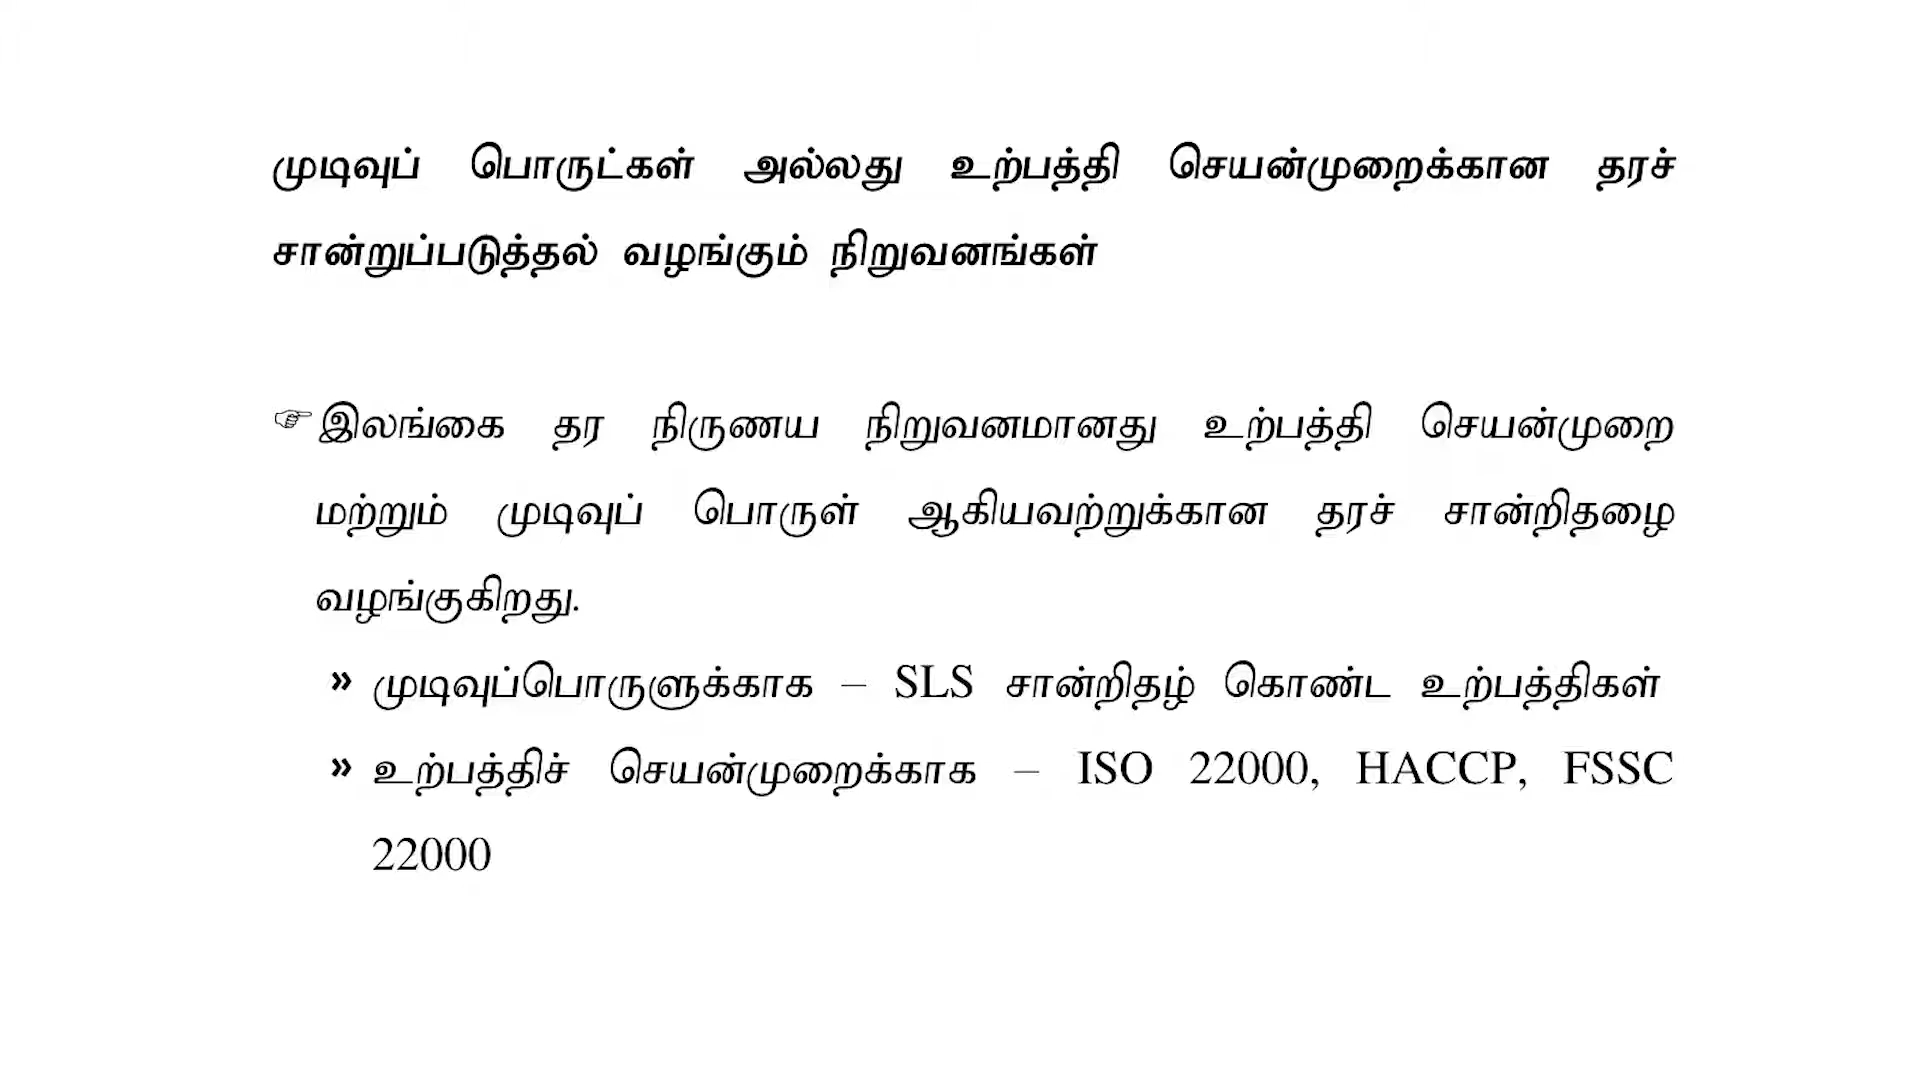 முடிவுப் பொருட்கள் அல்லது உற்பத்தி செயன்முறைக்கான தரச்
சான்றுப்படுத்தல் வழங்கும் நிறுவனங்கள்
☞இலங்கை தர நிருணய நிறுவனமானது உற்பத்தி செயன்முறை
மற்றும் முடிவுப் பொருள் ஆகியவற்றுக்கான தரச் சான்றிதழை
வழங்குகிறது.
» முடிவுப்பொருளுக்காக – SLS சான்றிதழ் கொண்ட உற்பத்திகள்
» உற்பத்திச் செயன்முறைக்காக – ISO 22000, HACCP, FSSC
22000